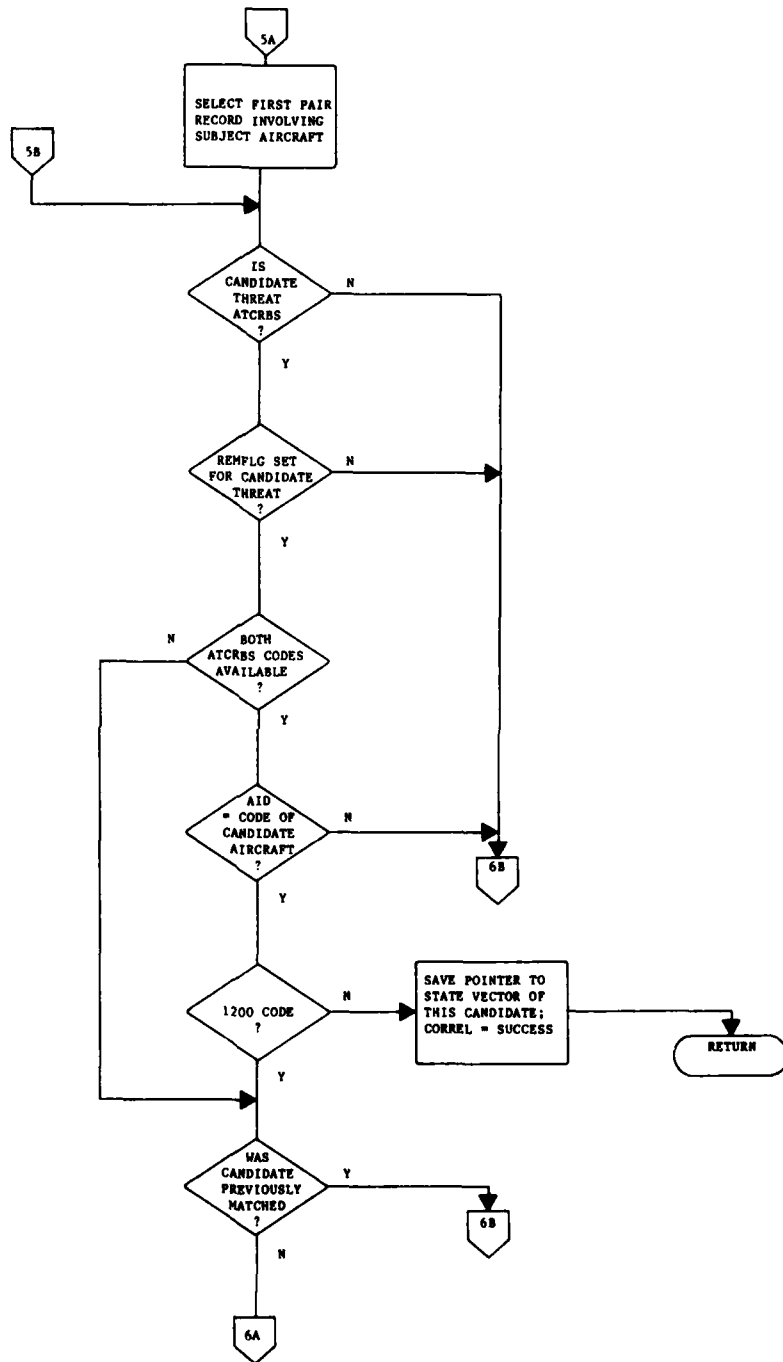 5A
SELECT FIRST PAIR
RECORD INVOLVING
SUBJECT AIRCRAFT
5B
IS
CANDIDATE
THREAT
ATCRBS
?
N
Y
REMFLG SET
FOR CANDIDATE
THREAT
?
N
Y
N
BOTH
ATCRBS CODES
AVAILABLE
?
Y
AID
= CODE OF
CANDIDATE
AIRCRAFT
?
N
6B
Y
1200 CODE
?
N
SAVE POINTER TO
STATE VECTOR OF
THIS CANDIDATE;
CORREL = SUCCESS
RETURN
Y
WAS
CANDIDATE
PREVIOUSLY
MATCHED
?
Y
6B
N
6A